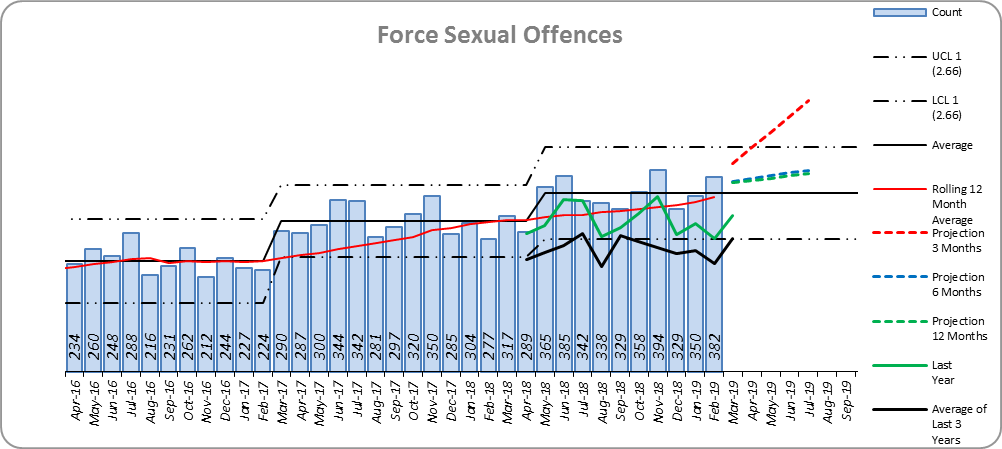 Force Sexual Offences
Count
UCL 1
(2.66)
LCL 1
(2.66)
Average
Rolling 12
Month
Average
Projection
3 Months
Projection
6 Months
Projection
12 Months
Last
Year
Average of
Last 3
Years
234 260 248 288 216 231 262 212 244 227 224 290 287 300 344 342 281 297 320 350 285 304 277 317 289 365 385 342 338 329 358 394 329 350 382
Apr-16 May-16 Jun-16 Jul-16 Aug-16 Sep-16 Oct-16 Nov-16 Dec-16 Jan-17 Feb-17 Mar-17 Apr-17 May-17 Jun-17 Jul-17 Aug-17 Sep-17 Oct-17 Nov-17 Dec-17 Jan-18 Feb-18 Mar-18 Apr-18 May-18 Jun-18 Jul-18 Aug-18 Sep-18 Oct-18 Nov-18 Dec-18 Jan-19 Feb-19 Mar-19 Apr-19 May-19 Jun-19 Jul-19 Aug-19 Sep-19